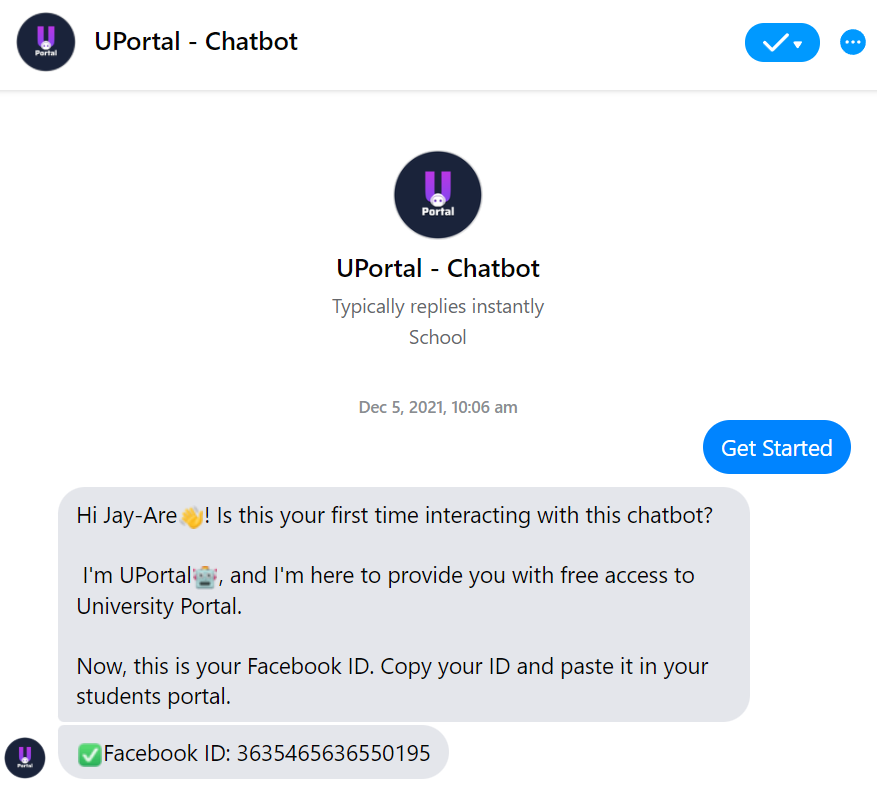 U
Portal
UPortal - Chatbot
U
Portal
UPortal - Chatbot
Typically replies instantly
School
Dec 5, 2021, 10:06 am
Get Started
Hi Jay-Are👋! Is this your first time interacting with this chatbot?
I'm UPortal🤖, and I'm here to provide you with free access to
University Portal.
Now, this is your Facebook ID. Copy your ID and paste it in your
students portal.
✅Facebook ID: 3635465636550195
U
Portal